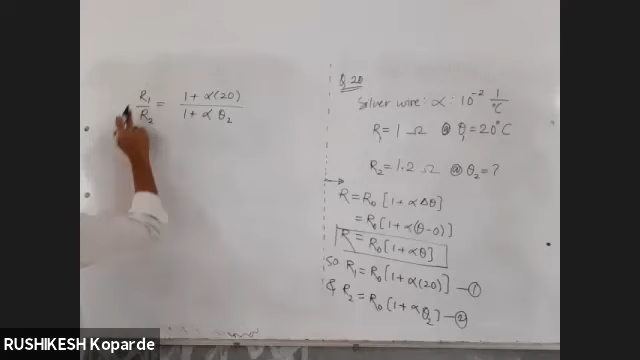 R₁/R₂ = 1 + α(20) / 1 + α θ₂
Q 20
Silver wire: α: 10⁻² 1/°C
R₁ = 1 Ω @ θ₁ = 20°C
R₂ = 1.2 Ω @ θ₂ = ?
R = R₀ [1 + αΔθ]
= R₀ [1 + α(θ-0)]
R = R₀ [1 + αθ]
so R₁ = R₀ [1 + α(20)] — ①
& R₂ = R₀ [1 + α θ₂] — ②
RUSHIKESH Koparde